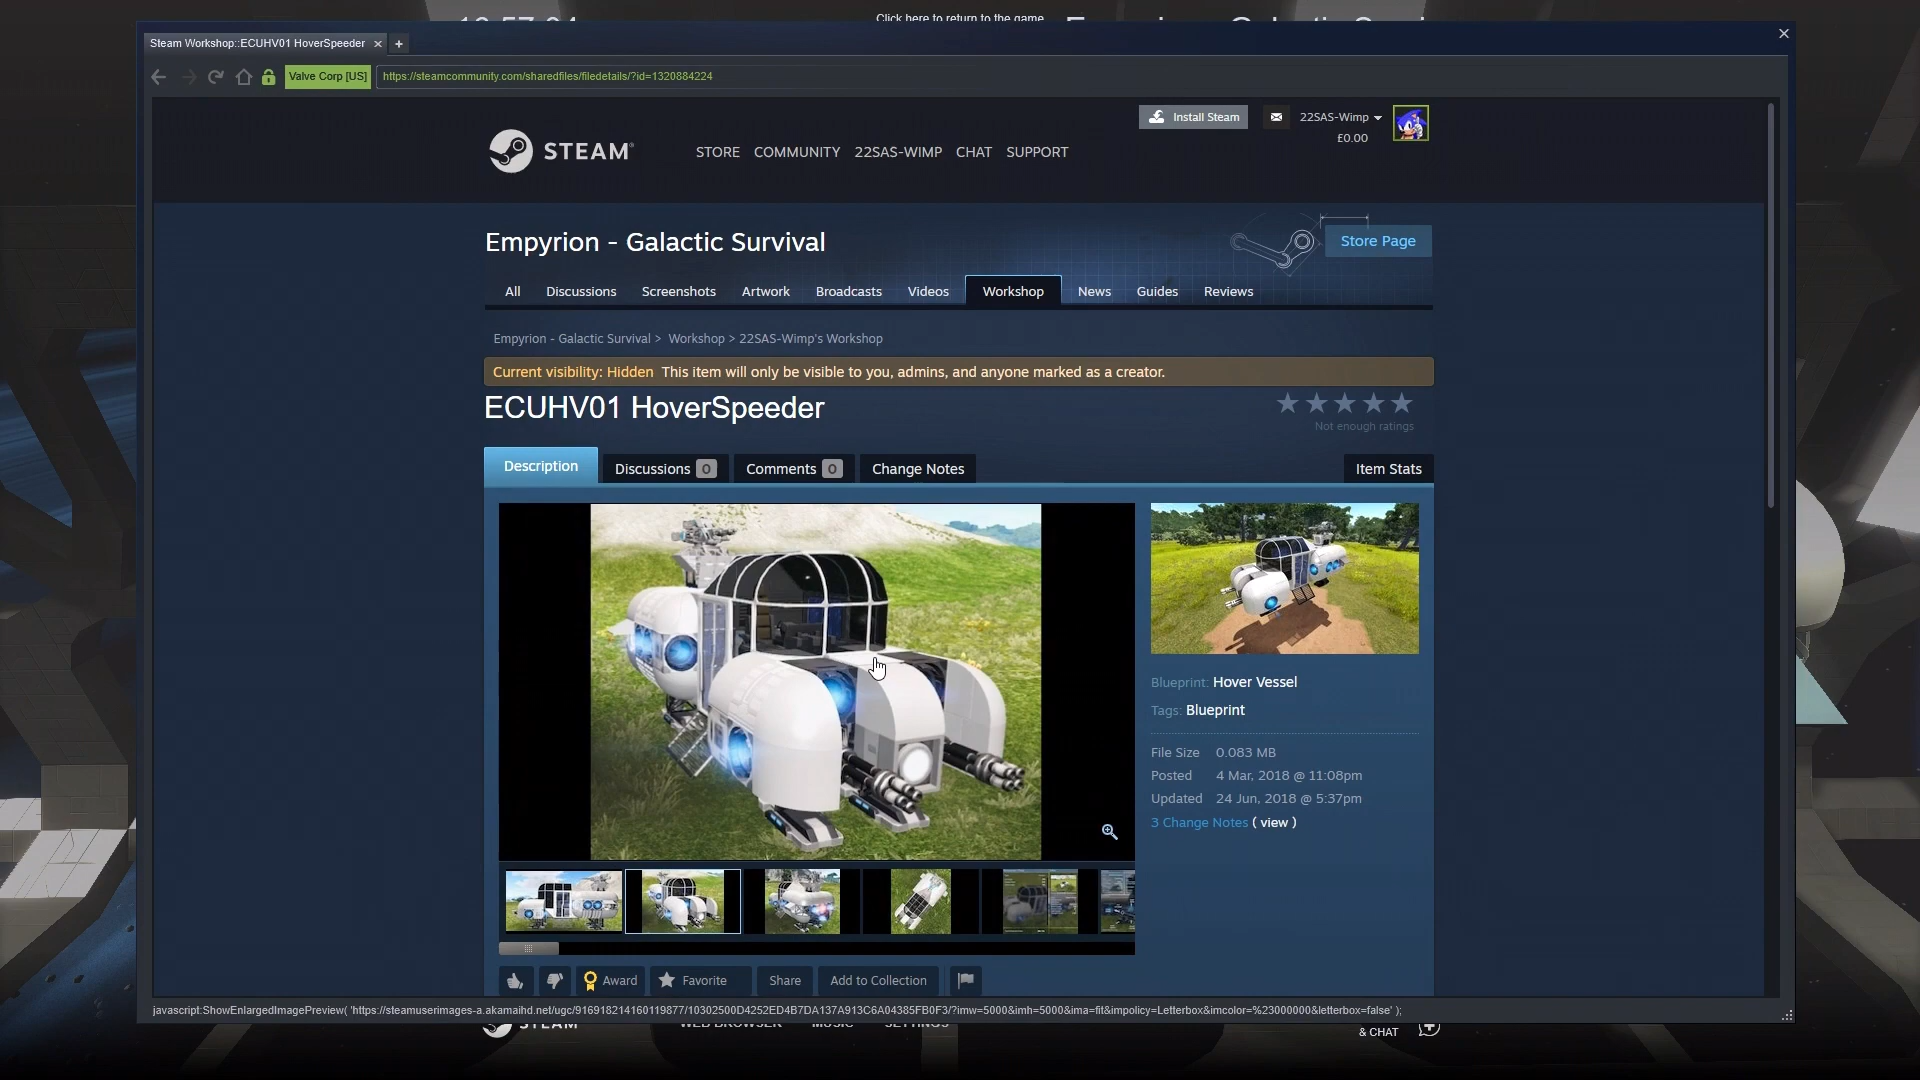 Click here to return to the game
Steam Workshop::ECUHV01 HoverSpeeder
Valve Corp [US]
https://steamcommunity.com/sharedfiles/filedetails/?id=1320884224
Install Steam
22SAS-Wimp
£0.00
STEAM
STORE COMMUNITY 22SAS-WIMP CHAT SUPPORT
Empyrion - Galactic Survival
Store Page
All Discussions Screenshots Artwork Broadcasts Videos Workshop News Guides Reviews
Empyrion - Galactic Survival > Workshop > 22SAS-Wimp's Workshop
Current visibility: Hidden This item will only be visible to you, admins, and anyone marked as a creator.
ECUHV01 HoverSpeeder
Not enough ratings
Description Discussions 0 Comments 0 Change Notes Item Stats
Blueprint: Hover Vessel
Tags: Blueprint
File Size 0.083 MB
Posted 4 Mar, 2018 @ 11:08pm
Updated 24 Jun, 2018 @ 5:37pm
3 Change Notes ( view )
Award Favorite Share Add to Collection
javascript:ShowEnlargedImagePreview( 'https://steamuserimages-a.akamaihd.net/ugc/916918214160119877/10302500D4252ED4B7DA137A913C6A04385FB0F3/?imw=5000&imh=5000&ima=fit&impolicy=Letterbox&imcolor=%23000000&letterbox=false' );
STEAM WEB BROWSER MUSIC SETTINGS
& CHAT